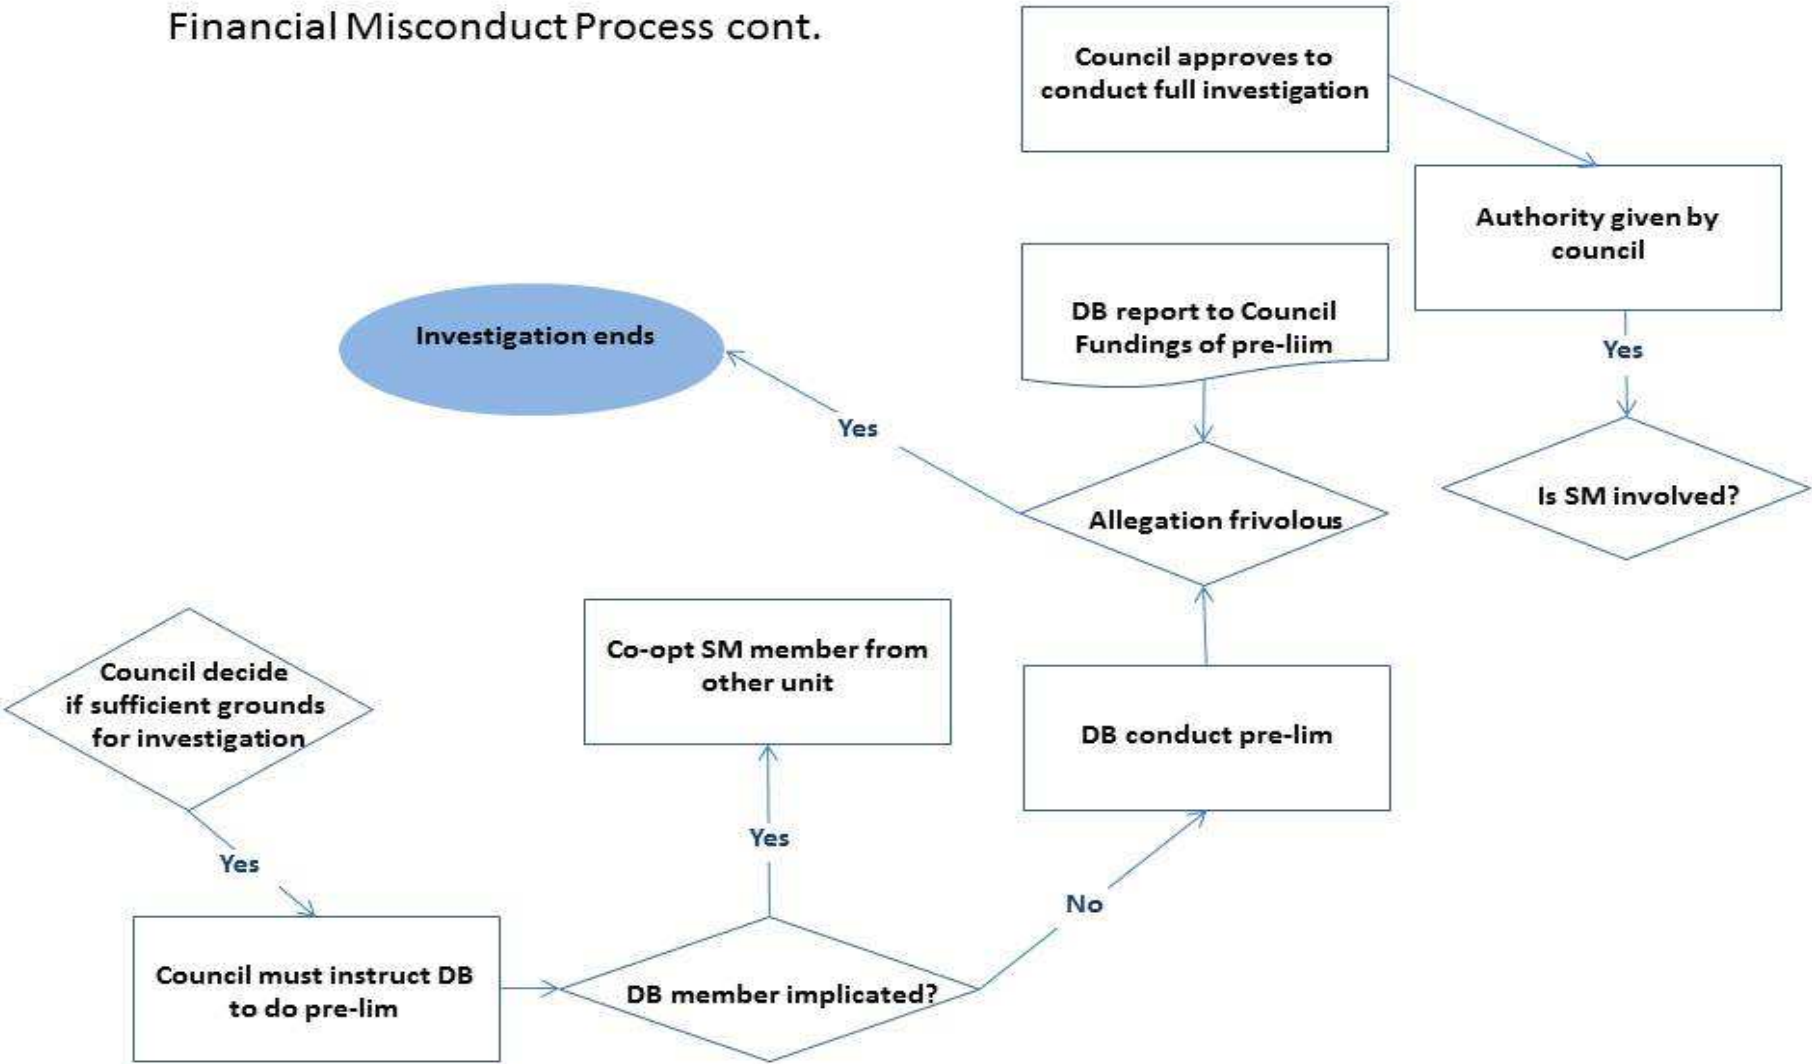 Financial Misconduct Process cont.
Council approves to
conduct full investigation
Authority given by
council
Yes
Is SM involved?
DB report to Council
Fundings of pre-liim
Investigation ends
Yes
Allegation frivolous
Council decide
if sufficient grounds
for investigation
Yes
Council must instruct DB
to do pre-lim
Co-opt SM member from
other unit
Yes
DB member implicated?
No
DB conduct pre-lim